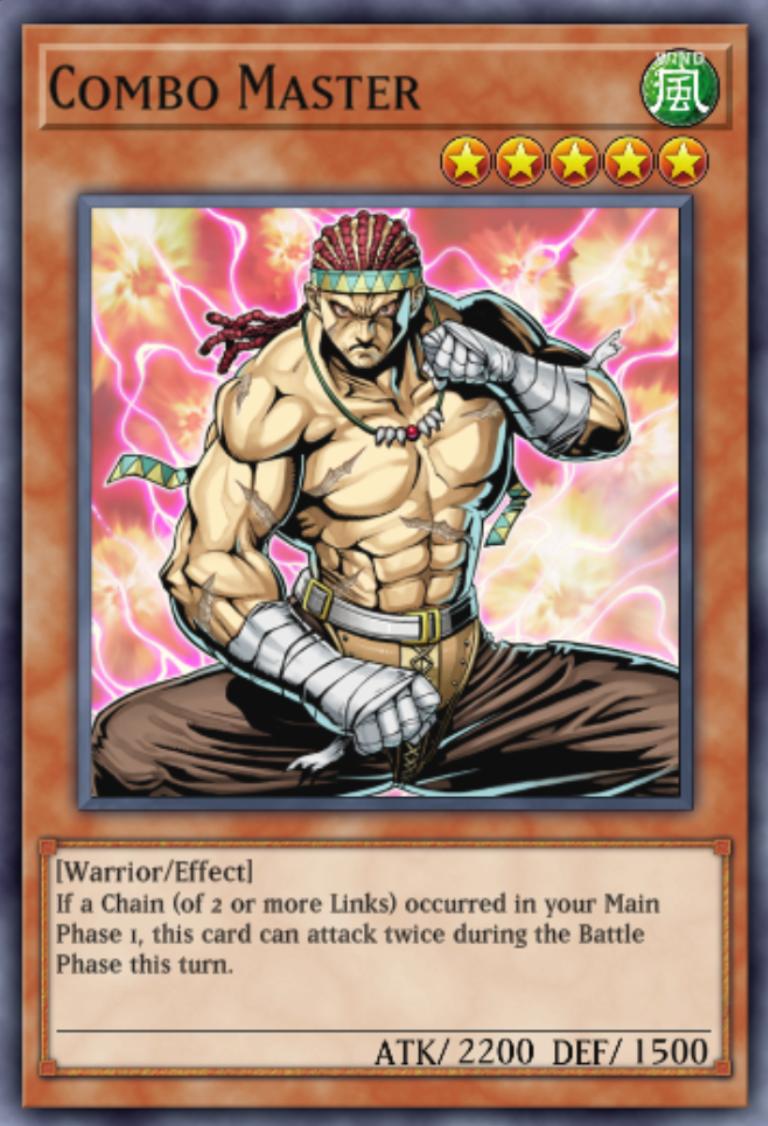 COMBO MASTER
WIND
風
[Warrior/Effect]
If a Chain (of 2 or more Links) occurred in your Main
Phase 1, this card can attack twice during the Battle
Phase this turn.
ATK/ 2200 DEF/ 1500